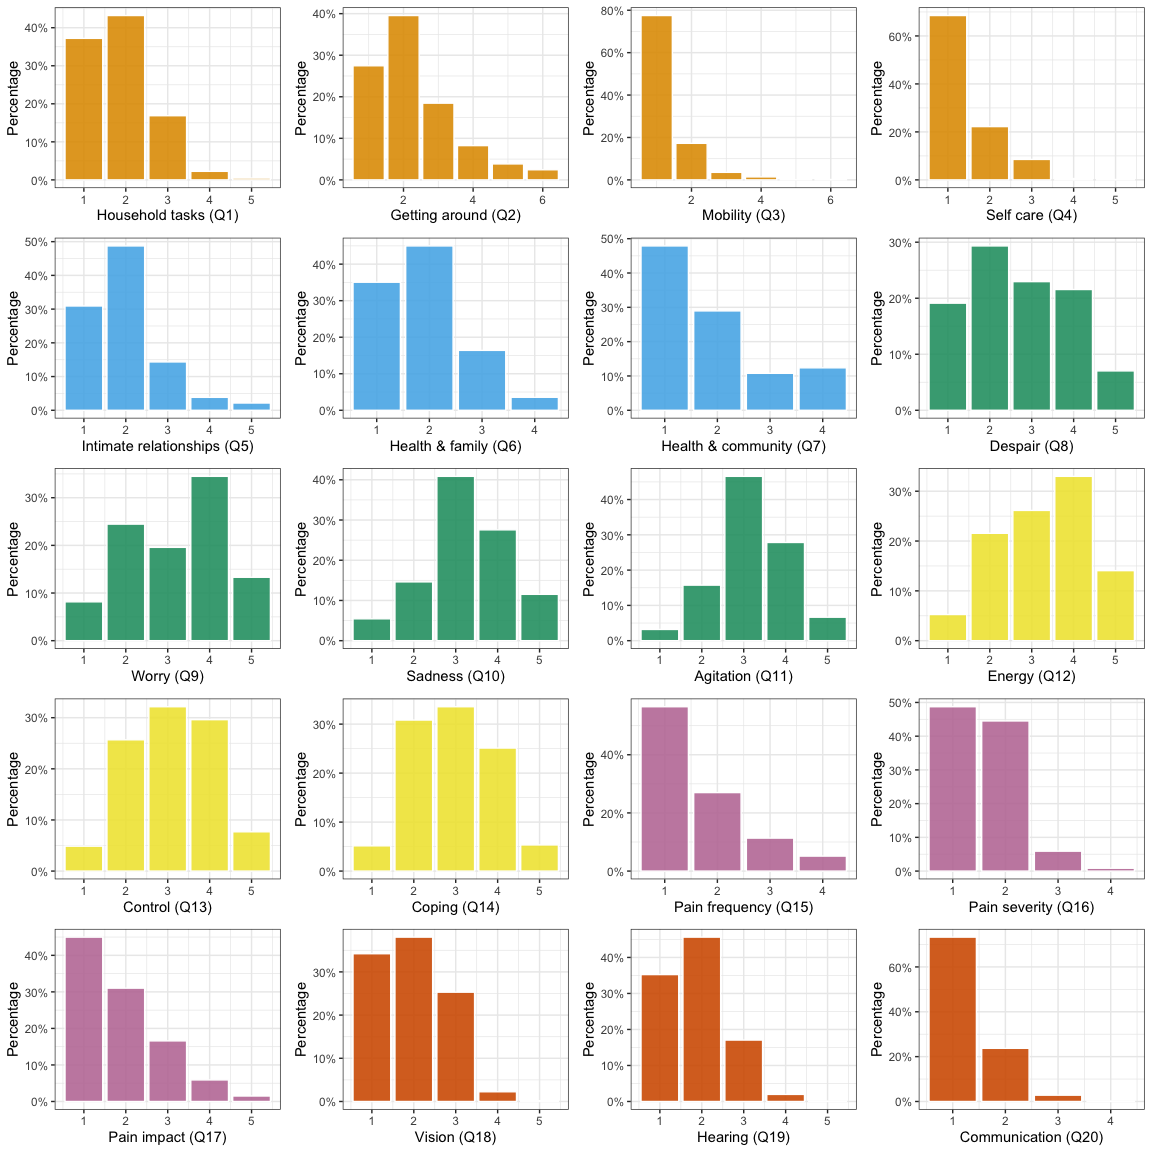 Percentage
40%
30%
20%
10%
0%
1 2 3 4 5
Household tasks (Q1)
Percentage
40%
30%
20%
10%
0%
2 4 6
Getting around (Q2)
Percentage
80%
60%
40%
20%
0%
2 4 6
Mobility (Q3)
Percentage
60%
40%
20%
0%
1 2 3 4 5
Self care (Q4)
Percentage
50%
40%
30%
20%
10%
0%
1 2 3 4 5
Intimate relationships (Q5)
Percentage
40%
30%
20%
10%
0%
1 2 3 4
Health & family (Q6)
Percentage
50%
40%
30%
20%
10%
0%
1 2 3 4
Health & community (Q7)
Percentage
30%
20%
10%
0%
1 2 3 4 5
Despair (Q8)
Percentage
30%
20%
10%
0%
1 2 3 4 5
Worry (Q9)
Percentage
40%
30%
20%
10%
0%
1 2 3 4 5
Sadness (Q10)
Percentage
40%
30%
20%
10%
0%
1 2 3 4 5
Agitation (Q11)
Percentage
30%
20%
10%
0%
1 2 3 4 5
Energy (Q12)
Percentage
30%
20%
10%
0%
1 2 3 4 5
Control (Q13)
Percentage
30%
20%
10%
0%
1 2 3 4 5
Coping (Q14)
Percentage
40%
20%
0%
1 2 3 4
Pain frequency (Q15)
Percentage
50%
40%
30%
20%
10%
0%
1 2 3 4
Pain severity (Q16)
Percentage
40%
30%
20%
10%
0%
1 2 3 4 5
Pain impact (Q17)
Percentage
30%
20%
10%
0%
1 2 3 4 5
Vision (Q18)
Percentage
40%
30%
20%
10%
0%
1 2 3 4 5
Hearing (Q19)
Percentage
60%
40%
20%
0%
1 2 3 4
Communication (Q20)